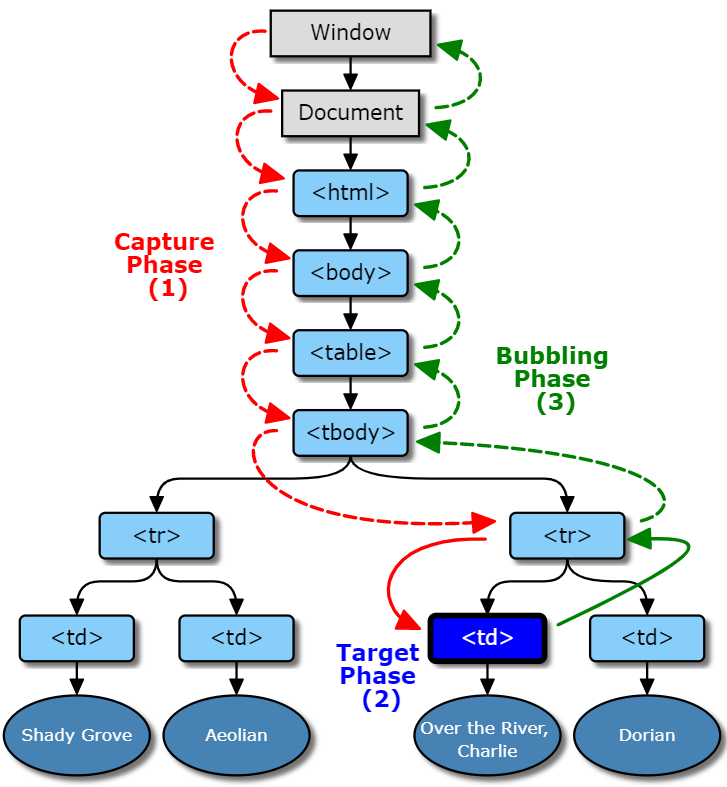 Window
Document
<html>
Capture
Phase
(1)
<body>
<table>
Bubbling
Phase
(3)
<tbody>
<tr>
<tr>
<td>
<td>
<td>
<td>
Target
Phase
(2)
Shady Grove
Aeolian
Over the River,
Charlie
Dorian